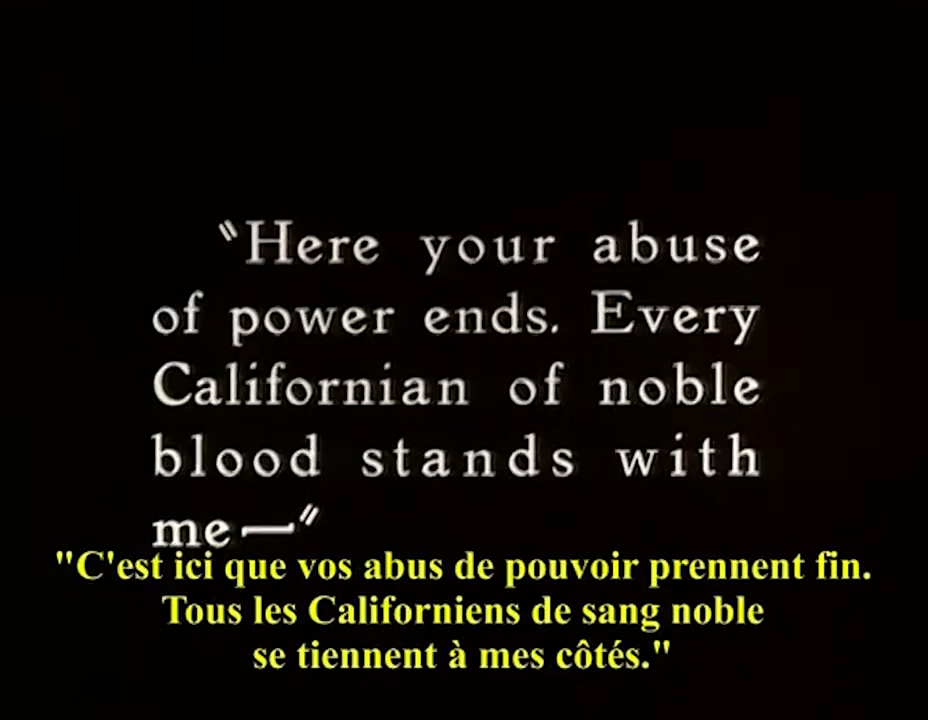 "Here your abuse
of power ends. Every
Californian of noble
blood stands with
me—"
"C'est ici que vos abus de pouvoir prennent fin.
Tous les Californiens de sang noble
se tiennent à mes côtés."